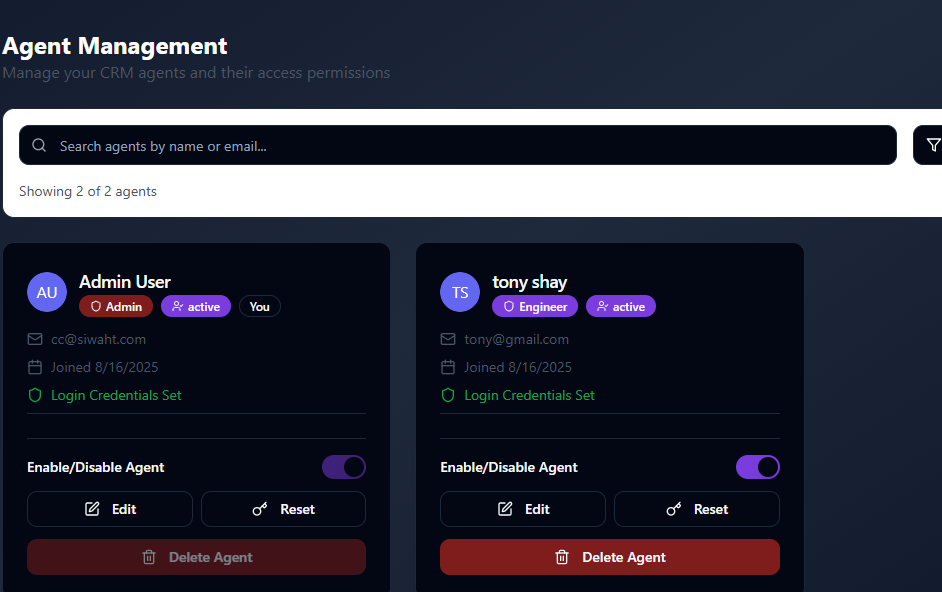 Agent Management
Manage your CRM agents and their access permissions
Search agents by name or email...
Showing 2 of 2 agents
AU
Admin User
Admin
active
You
cc@siwaht.com
Joined 8/16/2025
Login Credentials Set
Enable/Disable Agent
Edit
Reset
Delete Agent
TS
tony shay
Engineer
active
tony@gmail.com
Joined 8/16/2025
Login Credentials Set
Enable/Disable Agent
Edit
Reset
Delete Agent